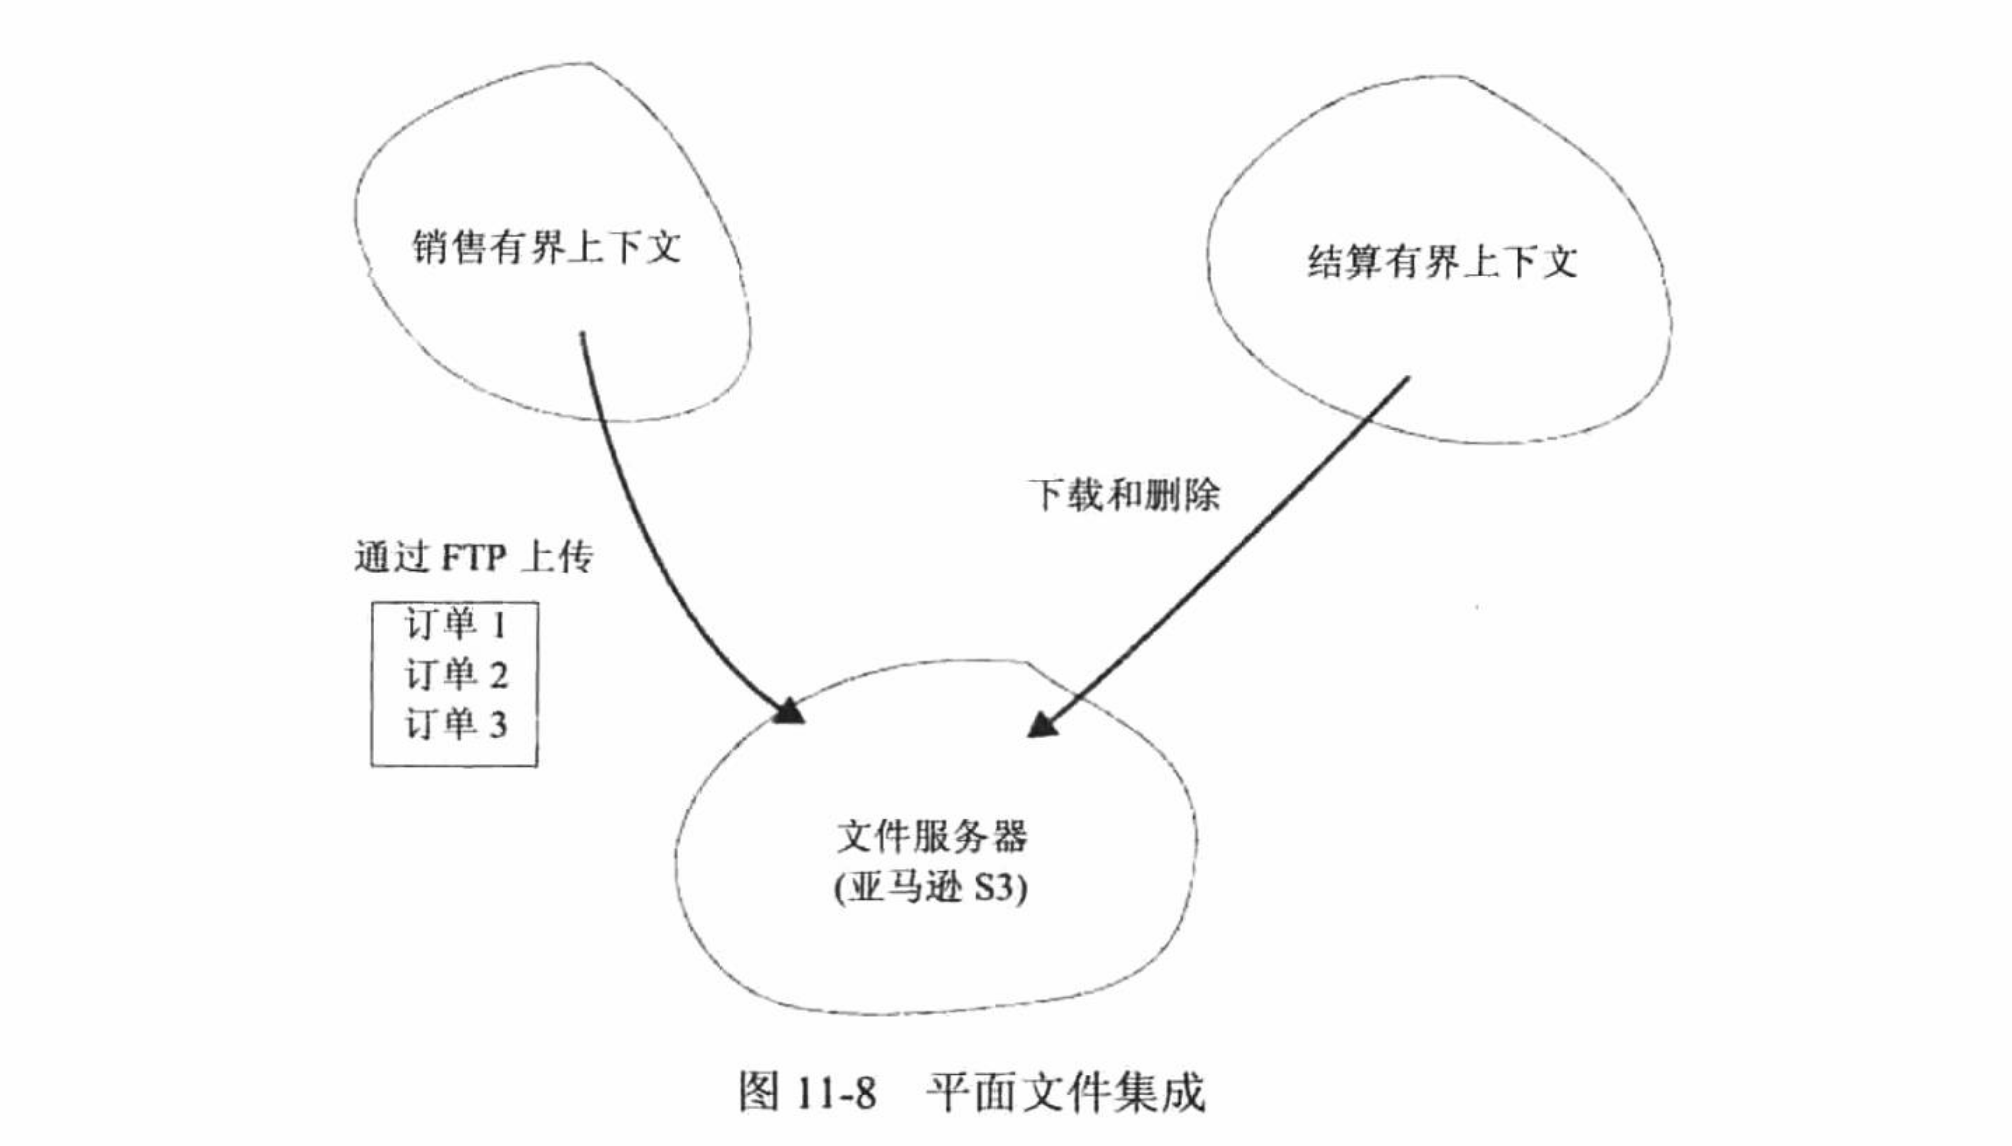 销售有界上下文
结算有界上下文
下载和删除
通过 FTP 上传
订单 1
订单 2
订单 3
文件服务器
(亚马逊 S3)
图 11-8 平面文件集成